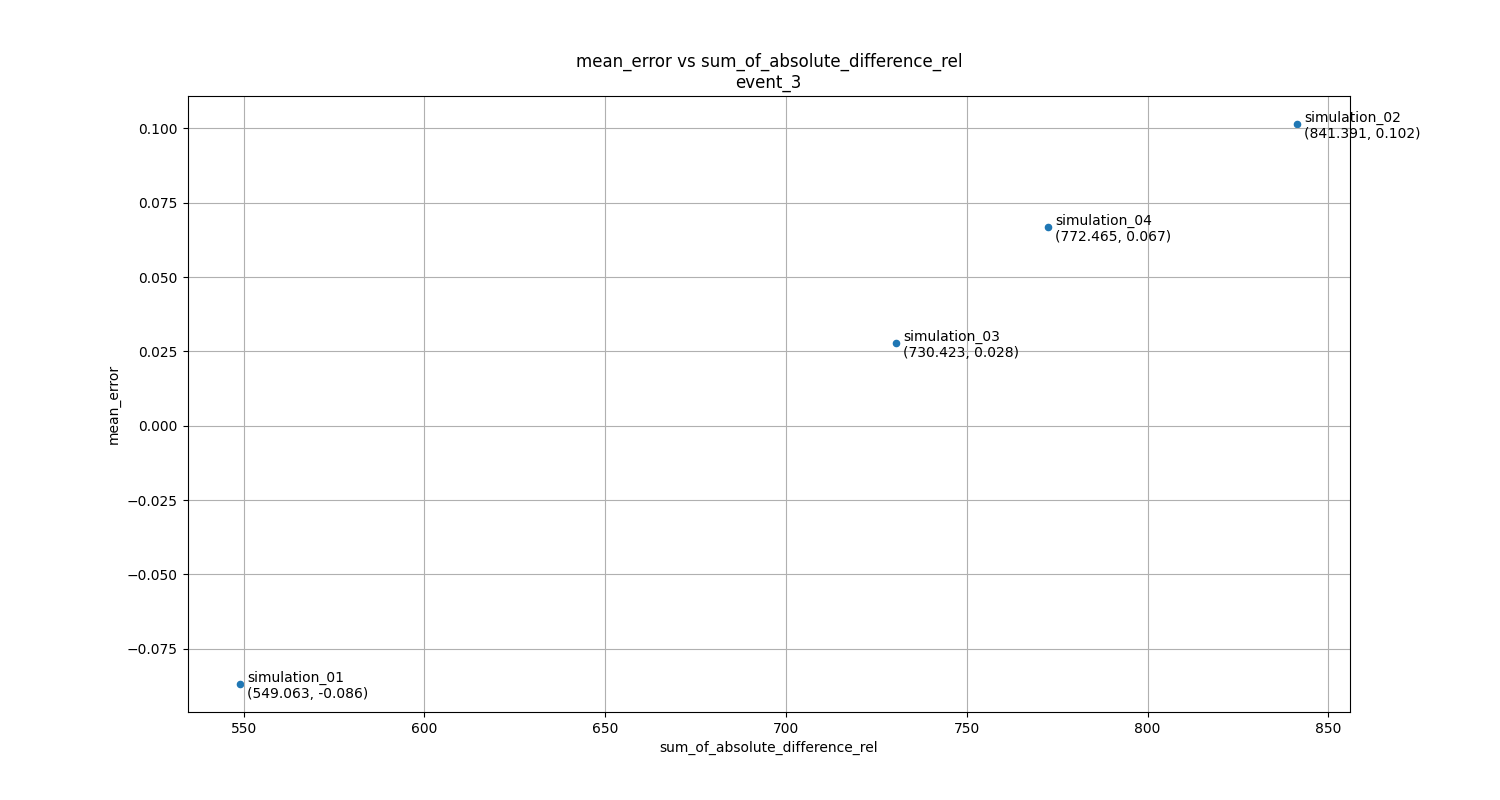 mean_error vs sum_of_absolute_difference_rel
event_3
mean_error
0.100
0.075
0.050
0.025
0.000
−0.025
−0.050
−0.075
simulation_02
(841.391, 0.102)
simulation_04
(772.465, 0.067)
simulation_03
(730.423, 0.028)
simulation_01
(549.063, -0.086)
550
600
650
700
750
800
850
sum_of_absolute_difference_rel